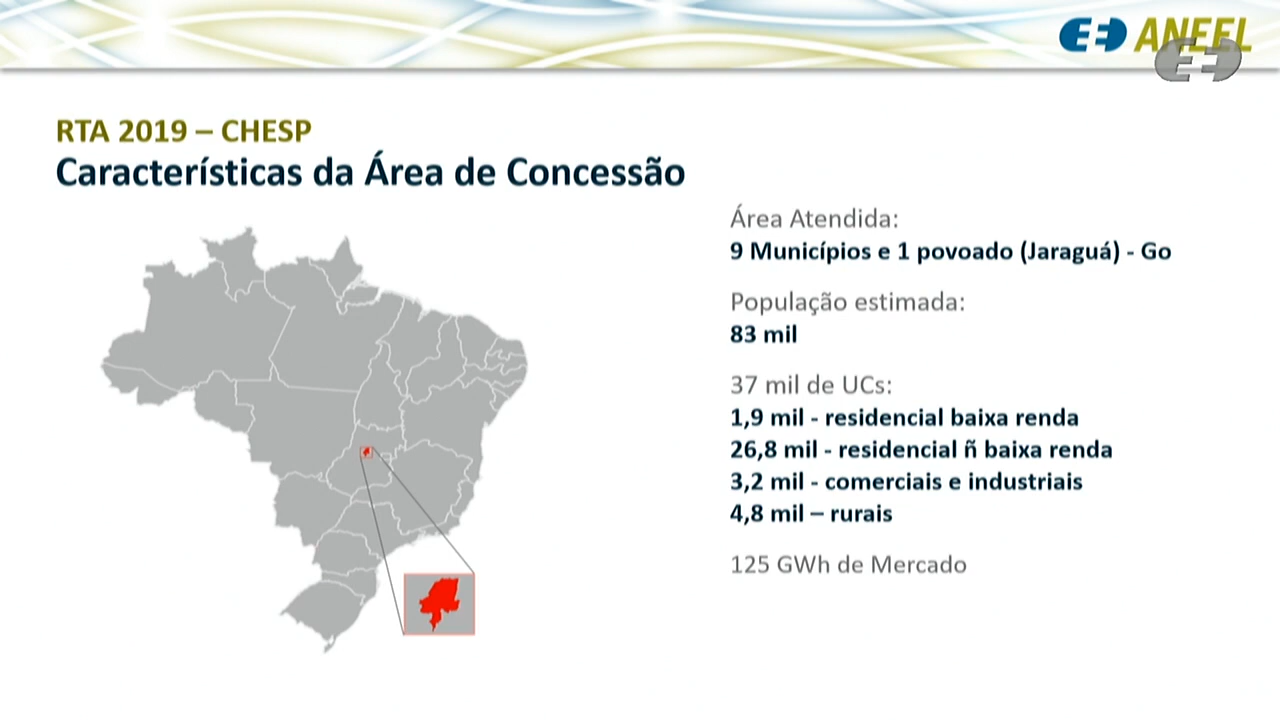 ANEEL
RTA 2019 – CHESP
Características da Área de Concessão
Área Atendida:
9 Municípios e 1 povoado (Jaraguá) - Go
População estimada:
83 mil
37 mil de UCs:
1,9 mil - residencial baixa renda
26,8 mil - residencial ñ baixa renda
3,2 mil - comerciais e industriais
4,8 mil – rurais
125 GWh de Mercado